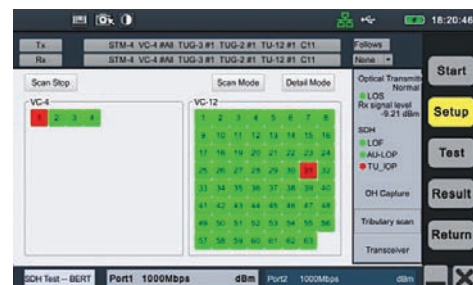 18:20:46
Tx STM-4 VC-4 #All TUG-3 #1 TUG-2 #1 TU-12 #1 C11 Follows
Rx STM-4 VC-4 #All TUG-3 #1 TUG-2 #1 TU-12 #1 C11 None
Scan Stop Scan Mode Detail Mode
VC-4 VC-12
1 2 3 4
1 2 3 4 5 6 7 8
9 10 11 12 13 14 15 16
17 18 19 20 21 22 23 24
25 26 27 28 29 30 31 32
33 34 35 36 37 38 39 40
41 42 43 44 45 46 47 48
49 50 51 52 53 54 55 56
57 58 59 60 61 62 63
Optical Transmit
Normal
LOS
Rx signal level
-9.21 dBm
SDH
LOF
AU-LOP
TU_lOP
OH Capture
Tributary scan
Transceiver
Start
Setup
Test
Result
Return
SDH Test -- BERT Port1 1000Mbps dBm Port2 1000Mbps dBm